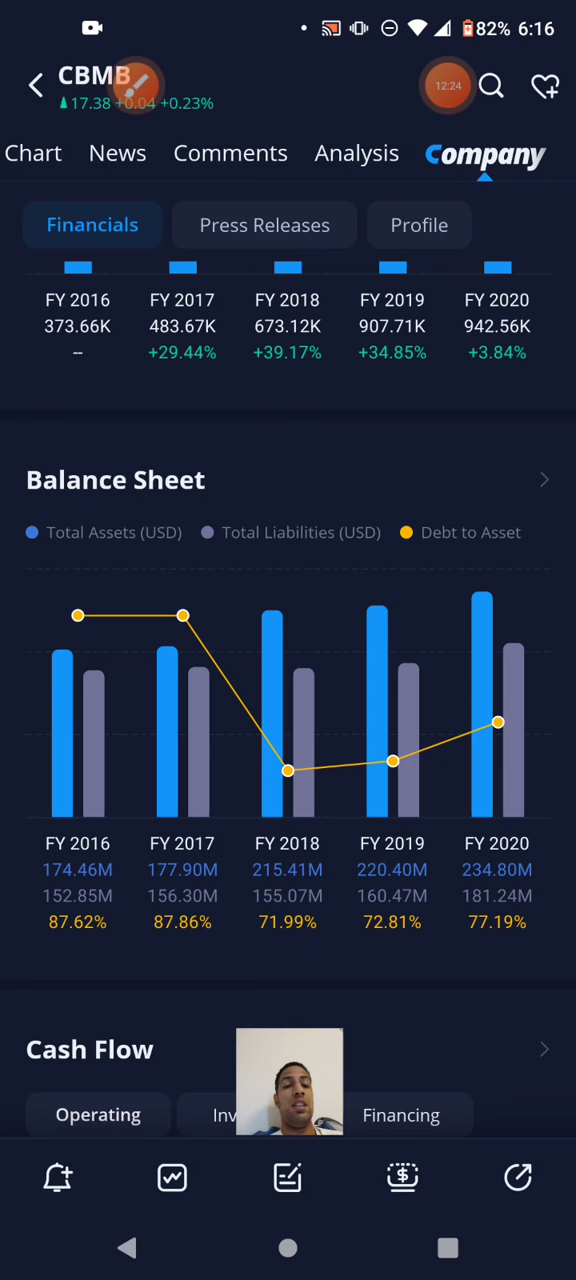 82% 6:16
CBMB
17.38 +0.04 +0.23%
12:24
Chart News Comments Analysis Company
Financials Press Releases Profile
FY 2016 FY 2017 FY 2018 FY 2019 FY 2020
373.66K 483.67K 673.12K 907.71K 942.56K
-- +29.44% +39.17% +34.85% +3.84%
Balance Sheet
Total Assets (USD) Total Liabilities (USD) Debt to Asset
FY 2016 FY 2017 FY 2018 FY 2019 FY 2020
174.46M 177.90M 215.41M 220.40M 234.80M
152.85M 156.30M 155.07M 160.47M 181.24M
87.62% 87.86% 71.99% 72.81% 77.19%
Cash Flow
Operating Inv Financing